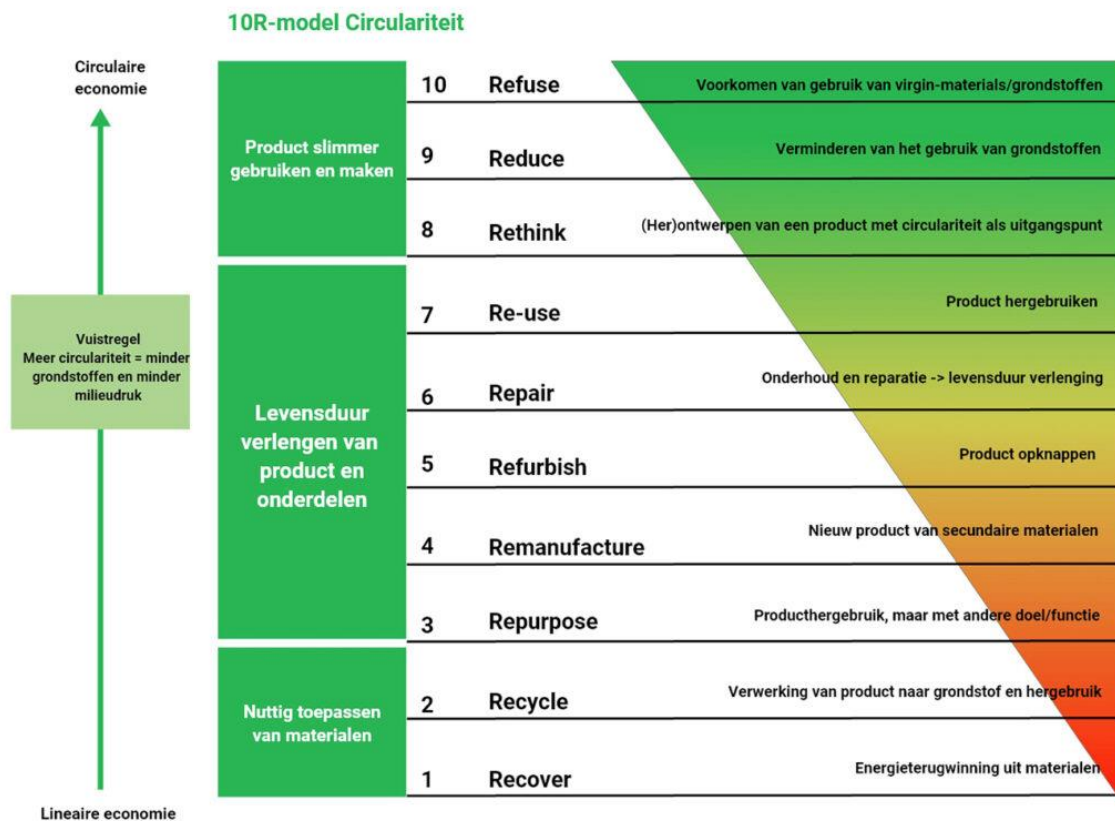 10R-model Circulariteit
Circulaire
economie
Vuistregel
Meer circulariteit = minder
grondstoffen en minder
milieudruk
Lineaire economie
Product slimmer
gebruiken en maken
10 Refuse Voorkomen van gebruik van virgin-materials/grondstoffen
9 Reduce Verminderen van het gebruik van grondstoffen
8 Rethink (Her)ontwerpen van een product met circulariteit als uitgangspunt
Levensduur
verlengen van
product en
onderdelen
7 Re-use Product hergebruiken
6 Repair Onderhoud en reparatie -> levensduur verlenging
5 Refurbish Product opknappen
4 Remanufacture Nieuw product van secundaire materialen
3 Repurpose Producthergebruik, maar met andere doel/functie
Nuttig toepassen
van materialen
2 Recycle Verwerking van product naar grondstof en hergebruik
1 Recover Energieterugwinning uit materialen